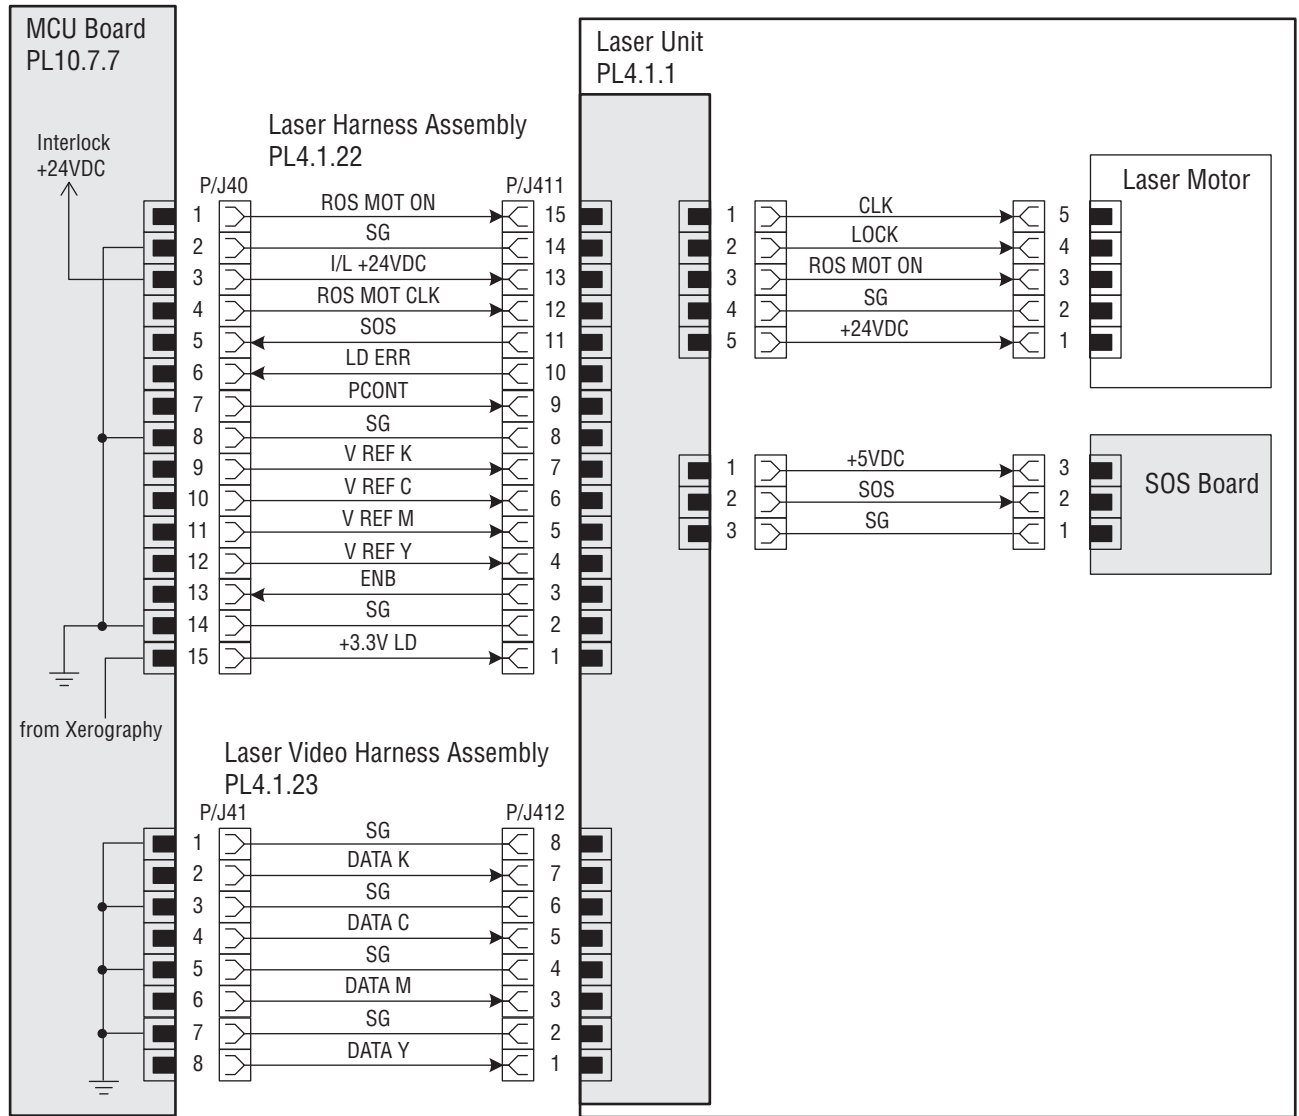 MCU Board
PL10.7.7
Laser Unit
PL4.1.1
Interlock
+24VDC
Laser Harness Assembly
PL4.1.22
P/J40 P/J411
1 ROS MOT ON 15
2 SG 14
3 I/L +24VDC 13
4 ROS MOT CLK 12
5 SOS 11
6 LD ERR 10
7 PCONT 9
8 SG 8
9 V REF K 7
10 V REF C 6
11 V REF M 5
12 V REF Y 4
13 ENB 3
14 SG 2
15 +3.3V LD 1
from Xerography
Laser Motor
1 CLK 5
2 LOCK 4
3 ROS MOT ON 3
4 SG 2
5 +24VDC 1
SOS Board
1 +5VDC 3
2 SOS 2
3 SG 1
Laser Video Harness Assembly
PL4.1.23
P/J41 P/J412
1 SG 8
2 DATA K 7
3 SG 6
4 DATA C 5
5 SG 4
6 DATA M 3
7 SG 2
8 DATA Y 1